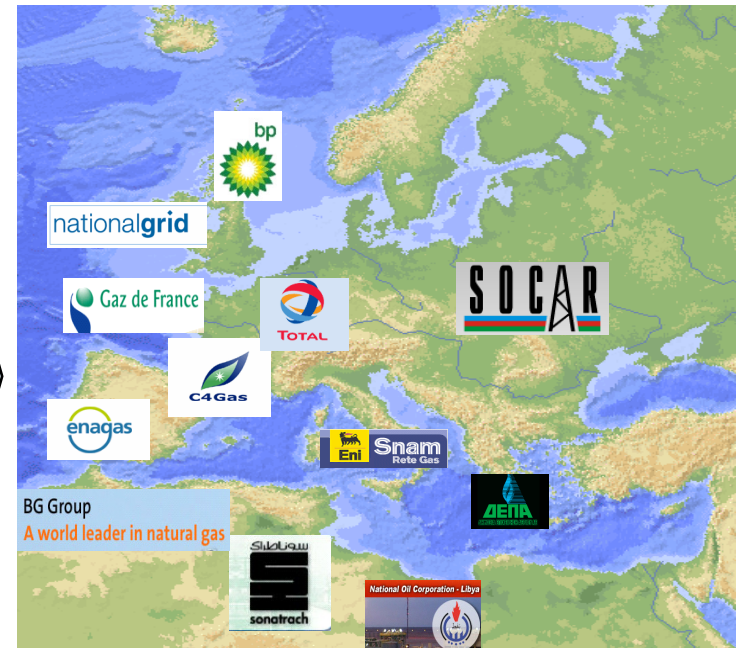 bp
nationalgrid
Gaz de France
TOTAL
SOCAR
C4Gas
enagas
Eni
Snam
Rete Gas
ΔΕΠΑ
BG Group
A world leader in natural gas
سوناطراك
sonatrach
National Oil Corporation - Libya